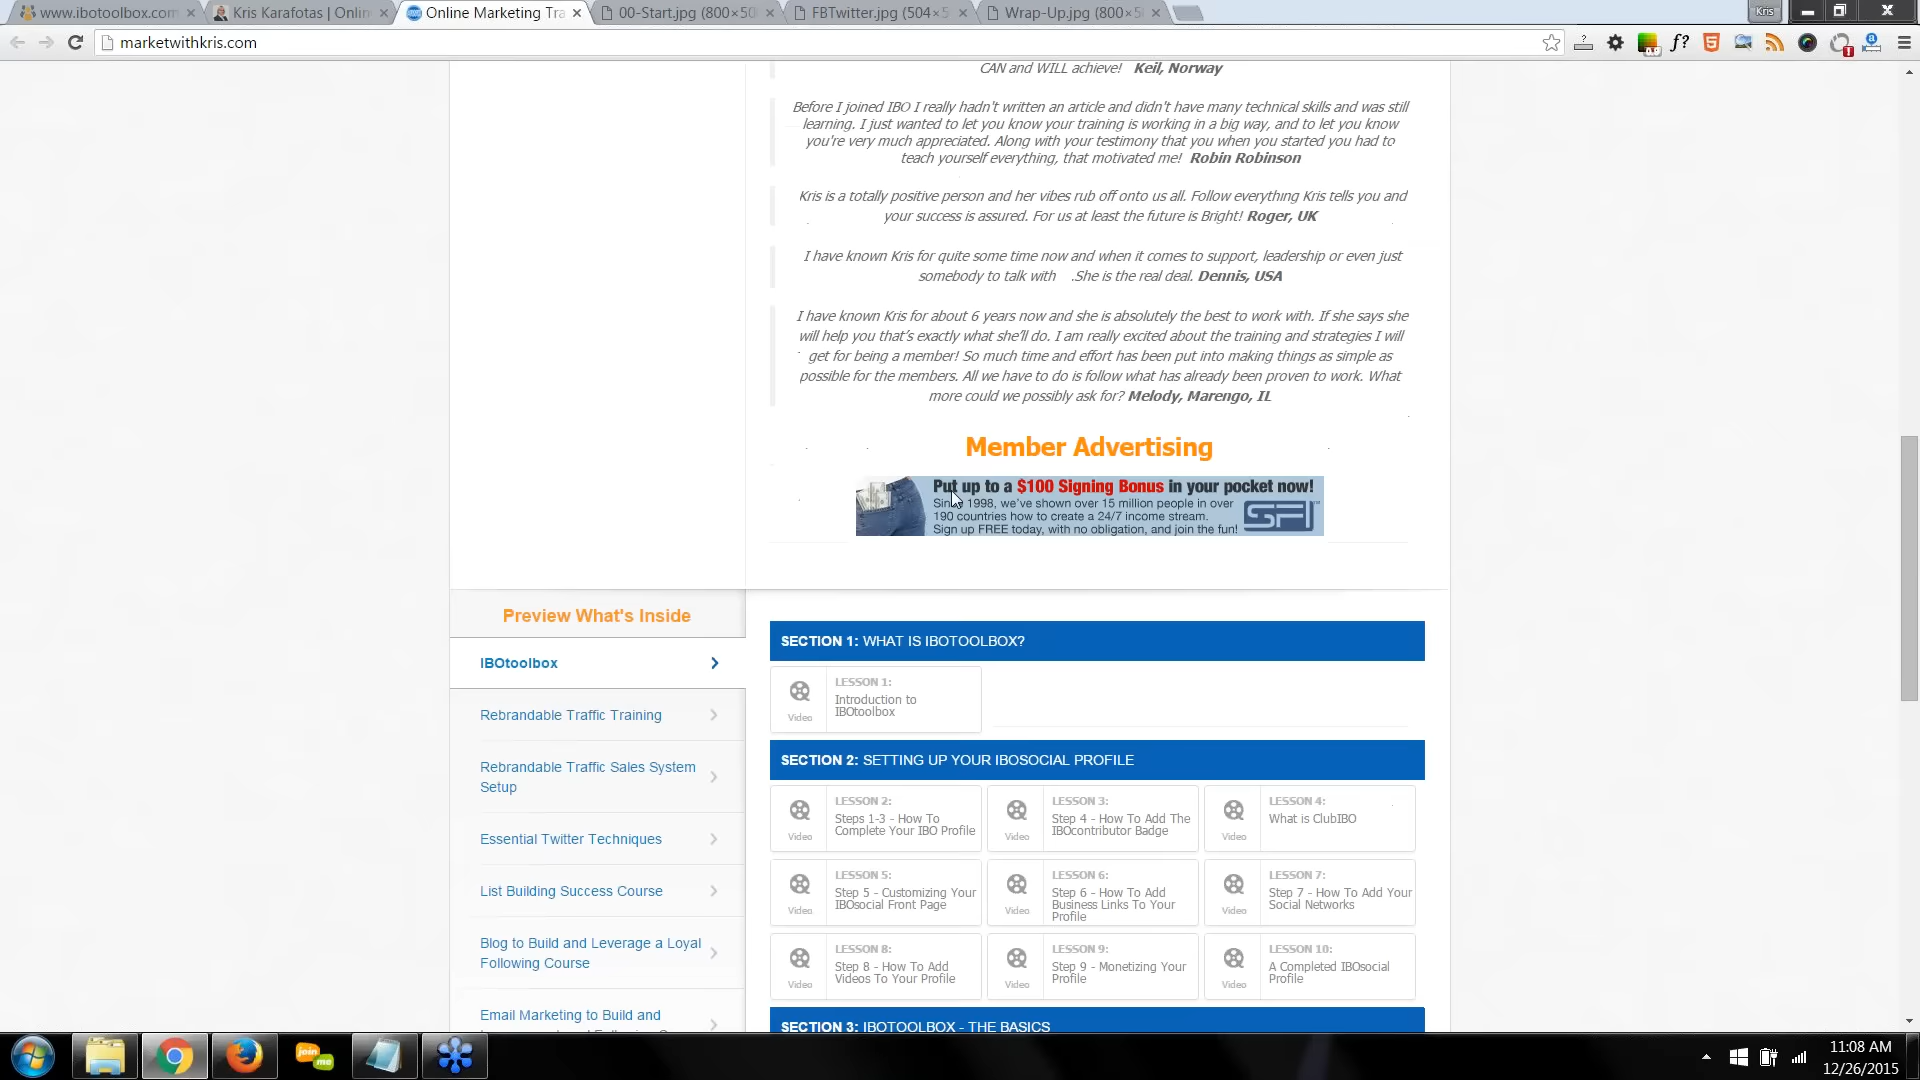 www.ibotoolbox.com
Kris Karafotas | Onlin
Online Marketing Tra
00-Start.jpg (800×50
FBTwitter.jpg (504×5
Wrap-Up.jpg (800×5
Kris
marketwithkris.com
CAN and WILL achieve! Keil, Norway
Before I joined IBO I really hadn't written an article and didn't have many technical skills and was still
learning. I just wanted to let you know your training is working in a big way, and to let you know
you're very much appreciated. Along with your testimony that you when you started you had to
teach yourself everything, that motivated me! Robin Robinson
Kris is a totally positive person and her vibes rub off onto us all. Follow everything Kris tells you and
your success is assured. For us at least the future is Bright! Roger, UK
I have known Kris for quite some time now and when it comes to support, leadership or even just
somebody to talk with .She is the real deal. Dennis, USA
I have known Kris for about 6 years now and she is absolutely the best to work with. If she says she
will help you that's exactly what she'll do. I am really excited about the training and strategies I will
get for being a member! So much time and effort has been put into making things as simple as
possible for the members. All we have to do is follow what has already been proven to work. What
more could we possibly ask for? Melody, Marengo, IL
Member Advertising
Put up to a $100 Signing Bonus in your pocket now!
Since 1998, we've shown over 15 million people in over
190 countries how to create a 24/7 income stream.
Sign up FREE today, with no obligation, and join the fun!
SFI
Preview What's Inside
IBOtoolbox
Rebrandable Traffic Training
Rebrandable Traffic Sales System
Setup
Essential Twitter Techniques
List Building Success Course
Blog to Build and Leverage a Loyal
Following Course
Email Marketing to Build and
SECTION 1: WHAT IS IBOTOOLBOX?
Video
LESSON 1:
Introduction to
IBOtoolbox
SECTION 2: SETTING UP YOUR IBOSOCIAL PROFILE
Video
LESSON 2:
Steps 1-3 - How To
Complete Your IBO Profile
Video
LESSON 3:
Step 4 - How To Add The
IBOcontributor Badge
Video
LESSON 4:
What is ClubIBO
Video
LESSON 5:
Step 5 - Customizing Your
IBOsocial Front Page
Video
LESSON 6:
Step 6 - How To Add
Business Links To Your
Profile
Video
LESSON 7:
Step 7 - How To Add Your
Social Networks
Video
LESSON 8:
Step 8 - How To Add
Videos To Your Profile
Video
LESSON 9:
Step 9 - Monetizing Your
Profile
Video
LESSON 10:
A Completed IBOsocial
Profile
SECTION 3: IBOTOOLBOX - THE BASICS
join
me
11:08 AM
12/26/2015